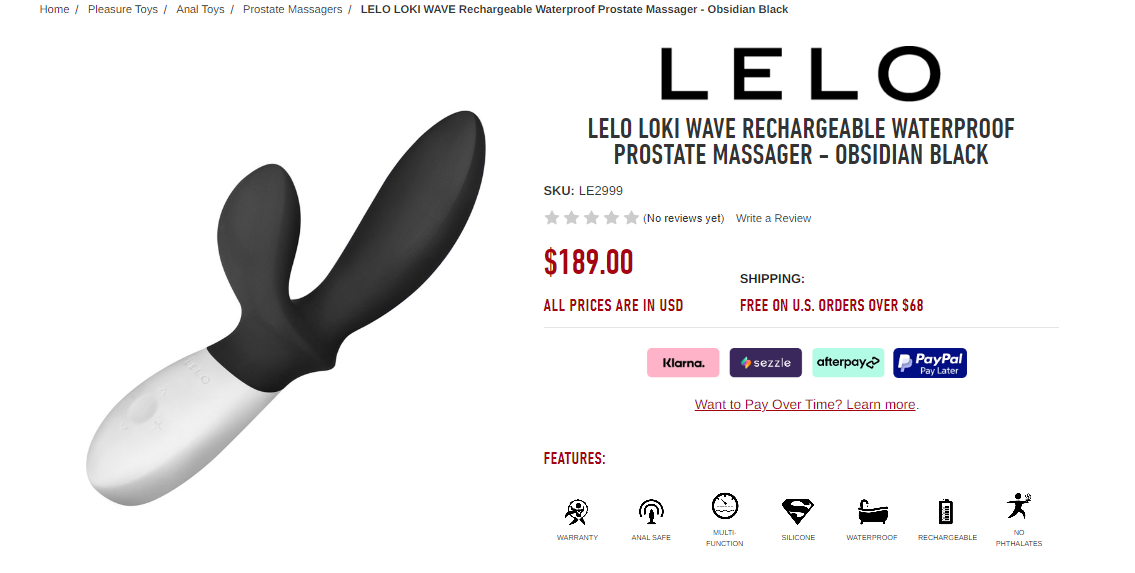 Home / Pleasure Toys / Anal Toys / Prostate Massagers / LELO LOKI WAVE Rechargeable Waterproof Prostate Massager - Obsidian Black
LELO
LELO LOKI WAVE RECHARGEABLE WATERPROOF
PROSTATE MASSAGER - OBSIDIAN BLACK
SKU: LE2999
(No reviews yet) Write a Review
$189.00
SHIPPING:
ALL PRICES ARE IN USD
FREE ON U.S. ORDERS OVER $68
LELO
Klarna.
sezzle
afterpay
PayPal
Pay Later
Want to Pay Over Time? Learn more.
FEATURES:
WARRANTY
ANAL SAFE
MULTI-
FUNCTION
SILICONE
WATERPROOF
RECHARGEABLE
NO
PHTHALATES